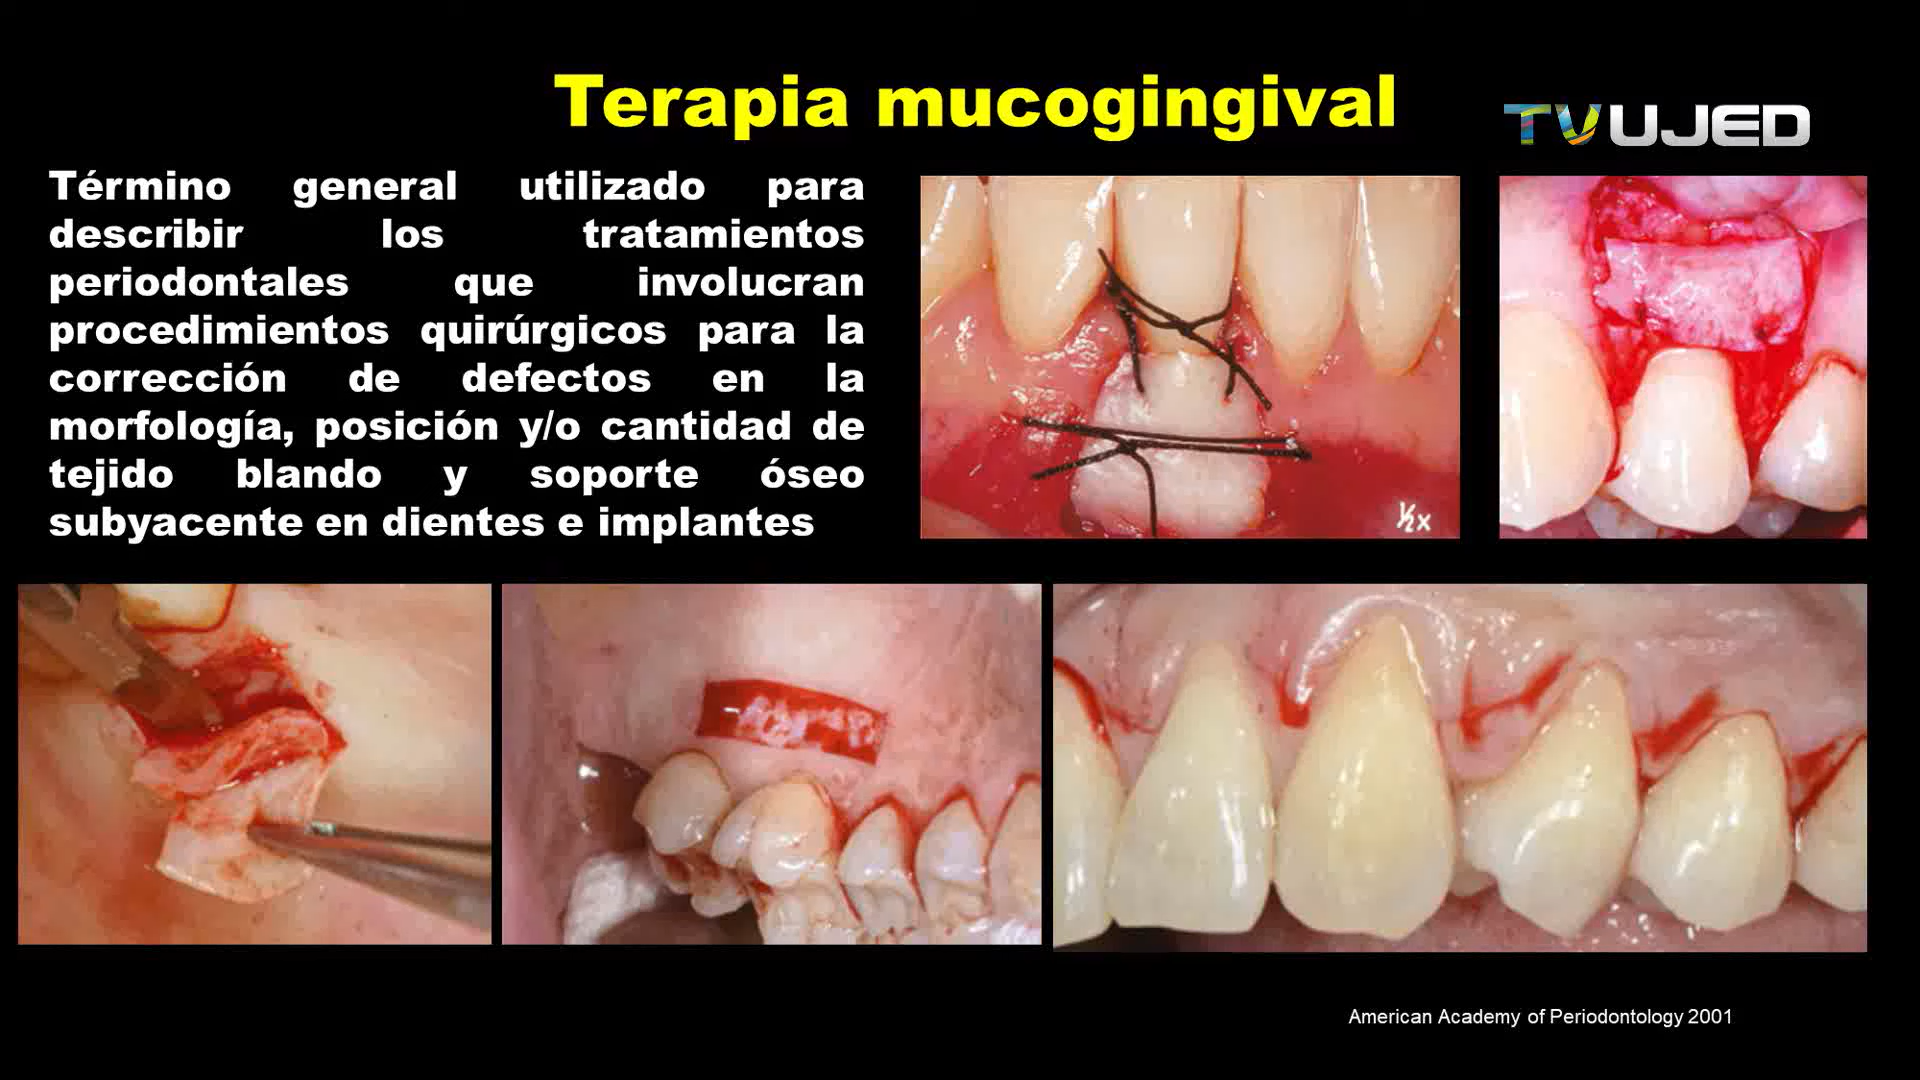 Terapia mucogingival
TVUJED
Término general utilizado para
describir los tratamientos
periodontales que involucran
procedimientos quirúrgicos para la
corrección de defectos en la
morfología, posición y/o cantidad de
tejido blando y soporte óseo
subyacente en dientes e implantes
½x
American Academy of Periodontology 2001